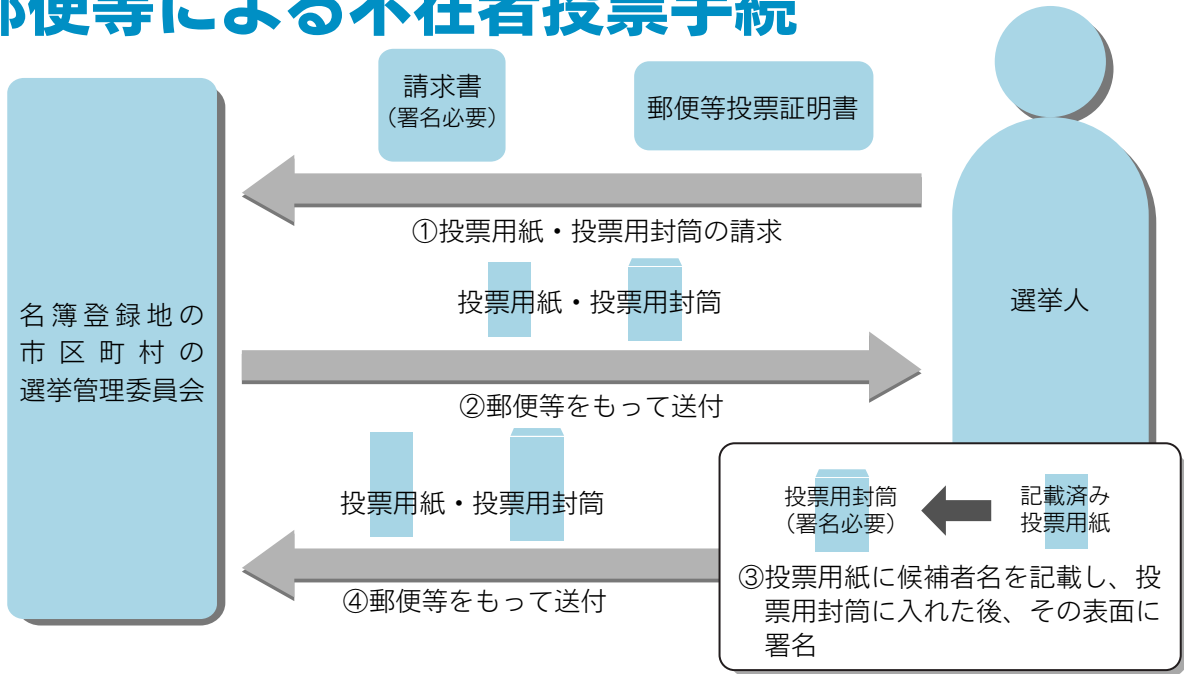 郵便等による不在者投票手続
請求書
（署名必要）
郵便等投票証明書
①投票用紙・投票用封筒の請求
名簿登録地の
市区町村の
選挙管理委員会
選挙人
投票用紙・投票用封筒
②郵便等をもって送付
投票用紙・投票用封筒
④郵便等をもって送付
投票用封筒
（署名必要）
記載済み
投票用紙
③投票用紙に候補者名を記載し、投
票用封筒に入れた後、その表面に
署名